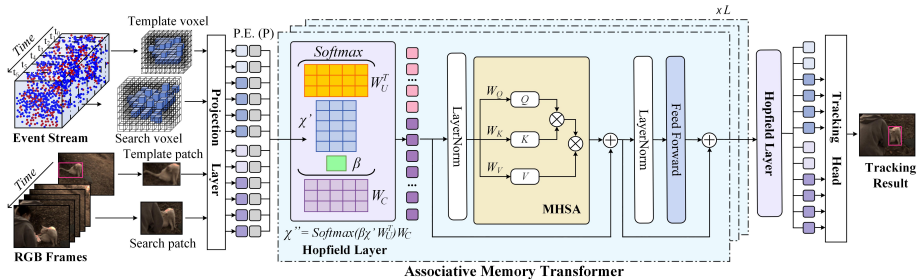 Template voxel
P.E. (P)
× L
Time
t₀
Softmax
W_U^T
χ'
β
W_C
χ'' = Softmax(βχ'W_U^T)W_C
Hopfield Layer
Event Stream
Search voxel
Template patch
Time
RGB Frames
Search patch
Projection
Layer
LayerNorm
W_Q
Q
W_K
K
W_V
V
MHSA
LayerNorm
Feed Forward
Hopfield Layer
Tracking
Head
Tracking
Result
Associative Memory Transformer